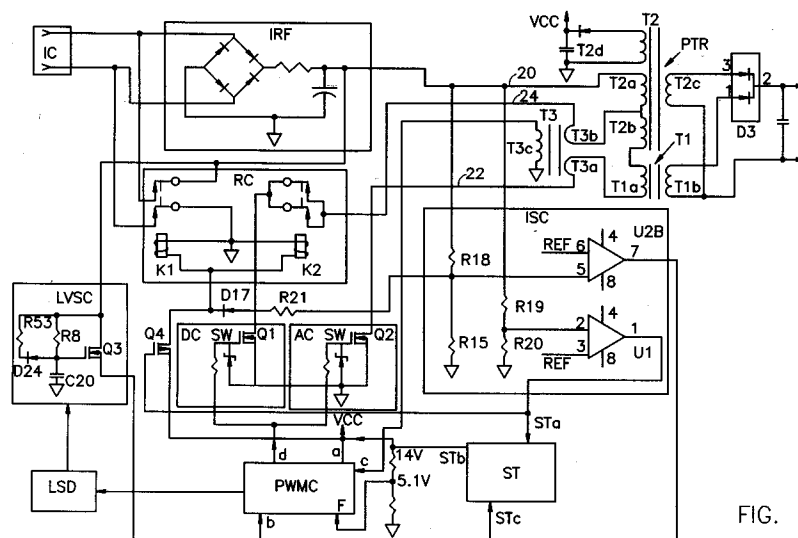 IC
IRF
VCC
T2
T2d
PTR
20
T2a
T2c
3
1
2
D3
24
T3
T3b
T2b
T3c
T3a
T1
T1a
T1b
22
RC
K1
K2
ISC
R18
REF
6
5
4
8
U2B
7
D17
R21
R19
LVSC
R53
R8
Q3
D24
C20
Q4
DC
SW
Q1
AC
SW
Q2
R15
R20
2
3
REF
4
8
1
U1
STa
VCC
d
a
c
14V
STb
ST
LSD
PWMC
5.1V
F
b
STc
FIG.